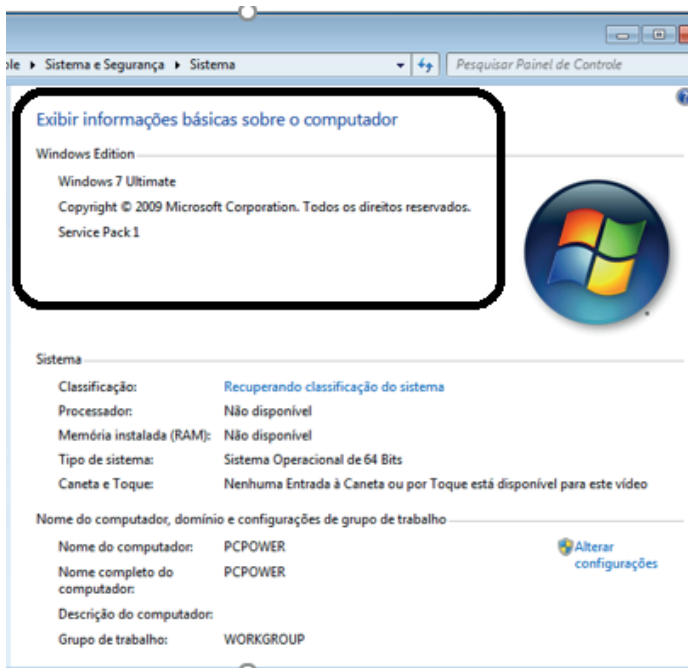 ole ▸ Sistema e Segurança ▸ Sistema
Pesquisar Painel de Controle
Exibir informações básicas sobre o computador
Windows Edition
Windows 7 Ultimate
Copyright © 2009 Microsoft Corporation. Todos os direitos reservados.
Service Pack 1
Sistema
Classificação: Recuperando classificação do sistema
Processador: Não disponível
Memória instalada (RAM): Não disponível
Tipo de sistema: Sistema Operacional de 64 Bits
Caneta e Toque: Nenhuma Entrada à Caneta ou por Toque está disponível para este vídeo
Nome do computador, domínio e configurações de grupo de trabalho
Nome do computador: PCPOWER
Alterar
configurações
Nome completo do PCPOWER
computador:
Descrição do computador:
Grupo de trabalho: WORKGROUP